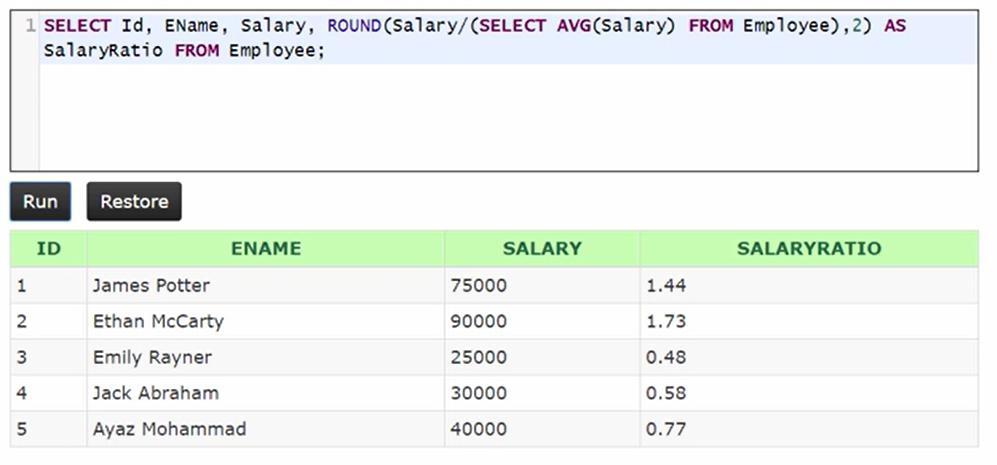 1 SELECT Id, EName, Salary, ROUND(Salary/(SELECT AVG(Salary) FROM Employee),2) AS
SalaryRatio FROM Employee;
Run Restore
ID ENAME SALARY SALARYRATIO
1 James Potter 75000 1.44
2 Ethan McCarty 90000 1.73
3 Emily Rayner 25000 0.48
4 Jack Abraham 30000 0.58
5 Ayaz Mohammad 40000 0.77